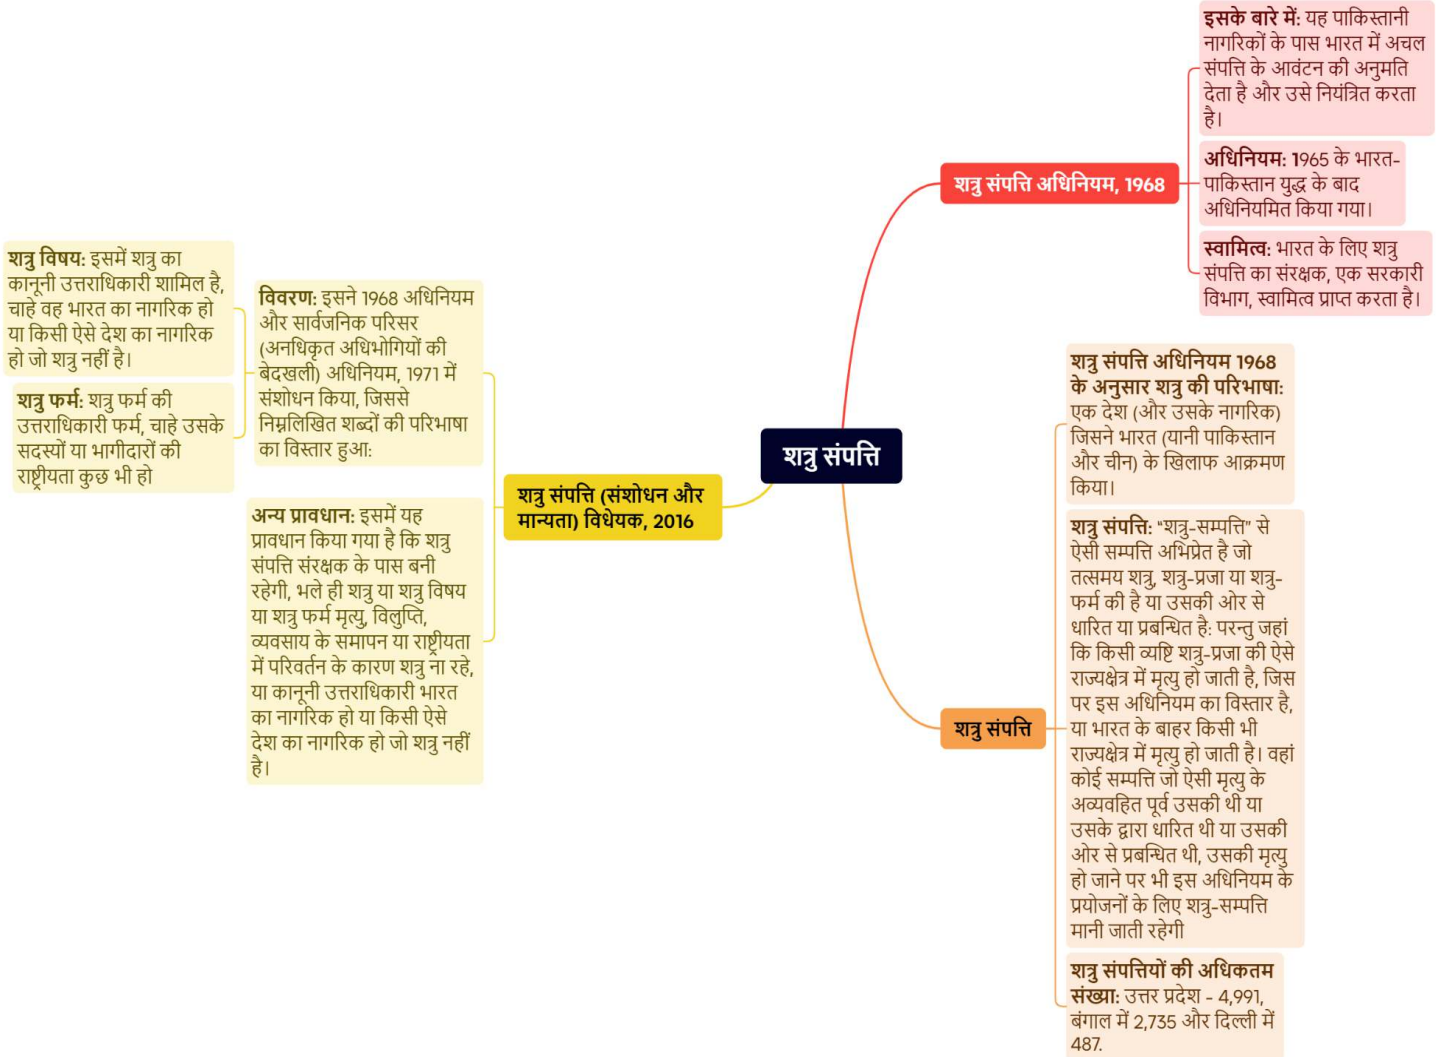 शत्रु संपत्ति
शत्रु संपत्ति अधिनियम, 1968
इसके बारे में: यह पाकिस्तानी
नागरिकों के पास भारत में अचल
संपत्ति के आवंटन की अनुमति
देता है और उसे नियंत्रित करता
है।
अधिनियम: 1965 के भारत-
पाकिस्तान युद्ध के बाद
अधिनियमित किया गया।
स्वामित्व: भारत के लिए शत्रु
संपत्ति का संरक्षक, एक सरकारी
विभाग, स्वामित्व प्राप्त करता है।
शत्रु संपत्ति
शत्रु संपत्ति अधिनियम 1968
के अनुसार शत्रु की परिभाषा:
एक देश (और उसके नागरिक)
जिसने भारत (यानी पाकिस्तान
और चीन) के खिलाफ आक्रमण
किया।
शत्रु संपत्ति: “शत्रु-सम्पत्ति” से
ऐसी सम्पत्ति अभिप्रेत है जो
तत्समय शत्रु, शत्रु-प्रजा या शत्रु-
फर्म की है या उसकी ओर से
धारित या प्रबन्धित है: परन्तु जहां
कि किसी व्यष्टि शत्रु-प्रजा की ऐसे
राज्यक्षेत्र में मृत्यु हो जाती है, जिस
पर इस अधिनियम का विस्तार है,
या भारत के बाहर किसी भी
राज्यक्षेत्र में मृत्यु हो जाती है। वहां
कोई सम्पत्ति जो ऐसी मृत्यु के
अव्यवहित पूर्व उसकी थी या
उसके द्वारा धारित थी या उसकी
ओर से प्रबन्धित थी, उसकी मृत्यु
हो जाने पर भी इस अधिनियम के
प्रयोजनों के लिए शत्रु-सम्पत्ति
मानी जाती रहेगी
शत्रु संपत्तियों की अधिकतम
संख्या: उत्तर प्रदेश - 4,991,
बंगाल में 2,735 और दिल्ली में
487.
शत्रु संपत्ति (संशोधन और
मान्यता) विधेयक, 2016
विवरण: इसने 1968 अधिनियम
और सार्वजनिक परिसर
(अनधिकृत अधिभोगियों की
बेदखली) अधिनियम, 1971 में
संशोधन किया, जिससे
निम्नलिखित शब्दों की परिभाषा
का विस्तार हुआ:
शत्रु विषय: इसमें शत्रु का
कानूनी उत्तराधिकारी शामिल है,
चाहे वह भारत का नागरिक हो
या किसी ऐसे देश का नागरिक
हो जो शत्रु नहीं है।
शत्रु फर्म: शत्रु फर्म की
उत्तराधिकारी फर्म, चाहे उसके
सदस्यों या भागीदारों की
राष्ट्रीयता कुछ भी हो
अन्य प्रावधान: इसमें यह
प्रावधान किया गया है कि शत्रु
संपत्ति संरक्षक के पास बनी
रहेगी, भले ही शत्रु या शत्रु विषय
या शत्रु फर्म मृत्यु, विलुप्ति,
व्यवसाय के समापन या राष्ट्रीयता
में परिवर्तन के कारण शत्रु ना रहे,
या कानूनी उत्तराधिकारी भारत
का नागरिक हो या किसी ऐसे
देश का नागरिक हो जो शत्रु नहीं
है।